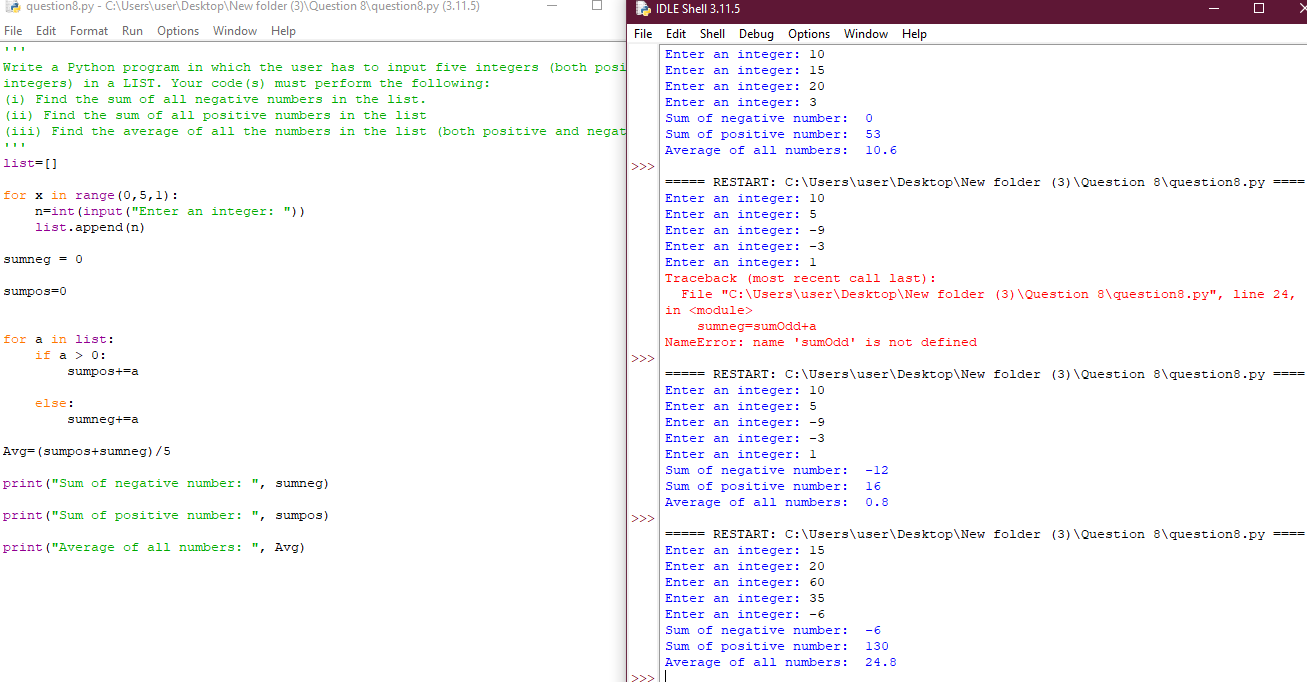 question8.py - C:\Users\user\Desktop\New folder (3)\Question 8\question8.py (3.11.5)
File Edit Format Run Options Window Help
'''
Write a Python program in which the user has to input five integers (both posi
integers) in a LIST. Your code(s) must perform the following:
(i) Find the sum of all negative numbers in the list.
(ii) Find the sum of all positive numbers in the list
(iii) Find the average of all the numbers in the list (both positive and negat
'''
list=[]
for x in range(0,5,1):
    n=int(input("Enter an integer: "))
    list.append(n)
sumneg = 0
sumpos=0
for a in list:
    if a > 0:
        sumpos+=a
    else:
        sumneg+=a
Avg=(sumpos+sumneg)/5
print("Sum of negative number: ", sumneg)
print("Sum of positive number: ", sumpos)
print("Average of all numbers: ", Avg)
IDLE Shell 3.11.5
File Edit Shell Debug Options Window Help
Enter an integer: 10
Enter an integer: 15
Enter an integer: 20
Enter an integer: 3
Sum of negative number:  0
Sum of positive number:  53
Average of all numbers:  10.6
>>>
===== RESTART: C:\Users\user\Desktop\New folder (3)\Question 8\question8.py ====
Enter an integer: 10
Enter an integer: 5
Enter an integer: -9
Enter an integer: -3
Enter an integer: 1
Traceback (most recent call last):
  File "C:\Users\user\Desktop\New folder (3)\Question 8\question8.py", line 24,
in <module>
    sumneg=sumOdd+a
NameError: name 'sumOdd' is not defined
>>>
===== RESTART: C:\Users\user\Desktop\New folder (3)\Question 8\question8.py ====
Enter an integer: 10
Enter an integer: 5
Enter an integer: -9
Enter an integer: -3
Enter an integer: 1
Sum of negative number:  -12
Sum of positive number:  16
Average of all numbers:  0.8
>>>
===== RESTART: C:\Users\user\Desktop\New folder (3)\Question 8\question8.py ====
Enter an integer: 15
Enter an integer: 20
Enter an integer: 60
Enter an integer: 35
Enter an integer: -6
Sum of negative number:  -6
Sum of positive number:  130
Average of all numbers:  24.8
>>>